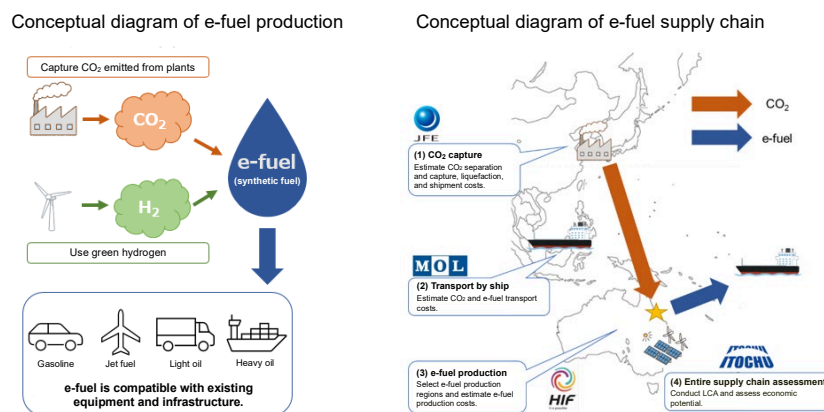 Conceptual diagram of e-fuel production
Capture CO₂ emitted from plants
CO₂
e-fuel
(synthetic fuel)
H₂
Use green hydrogen
Gasoline
Jet fuel
Light oil
Heavy oil
e-fuel is compatible with existing
equipment and infrastructure.
Conceptual diagram of e-fuel supply chain
CO₂
e-fuel
JFE
(1) CO₂ capture
Estimate CO₂ separation
and capture, liquefaction,
and shipment costs.
MOL
(2) Transport by ship
Estimate CO₂ and e-fuel transport
costs.
(3) e-fuel production
Select e-fuel production
regions and estimate e-fuel
production costs.
HIF
ITOCHU
ITOCHU
(4) Entire supply chain assessment
Conduct LCA and assess economic
potential.